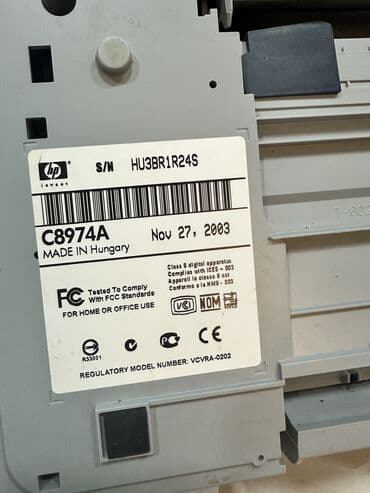 hp
invent
S/N HU3BR1R24S
C8974A Nov 27, 2003
MADE IN Hungary
Class B digital apparatus
Complies with ICES - 003
Appareil la classe B est
Conforme a la NMB - 003
FC Tested To Comply
With FCC Standards
FOR HOME OR OFFICE USE
VCI NOM
R33001
CE
REGULATORY MODEL NUMBER: VCVRA-0202